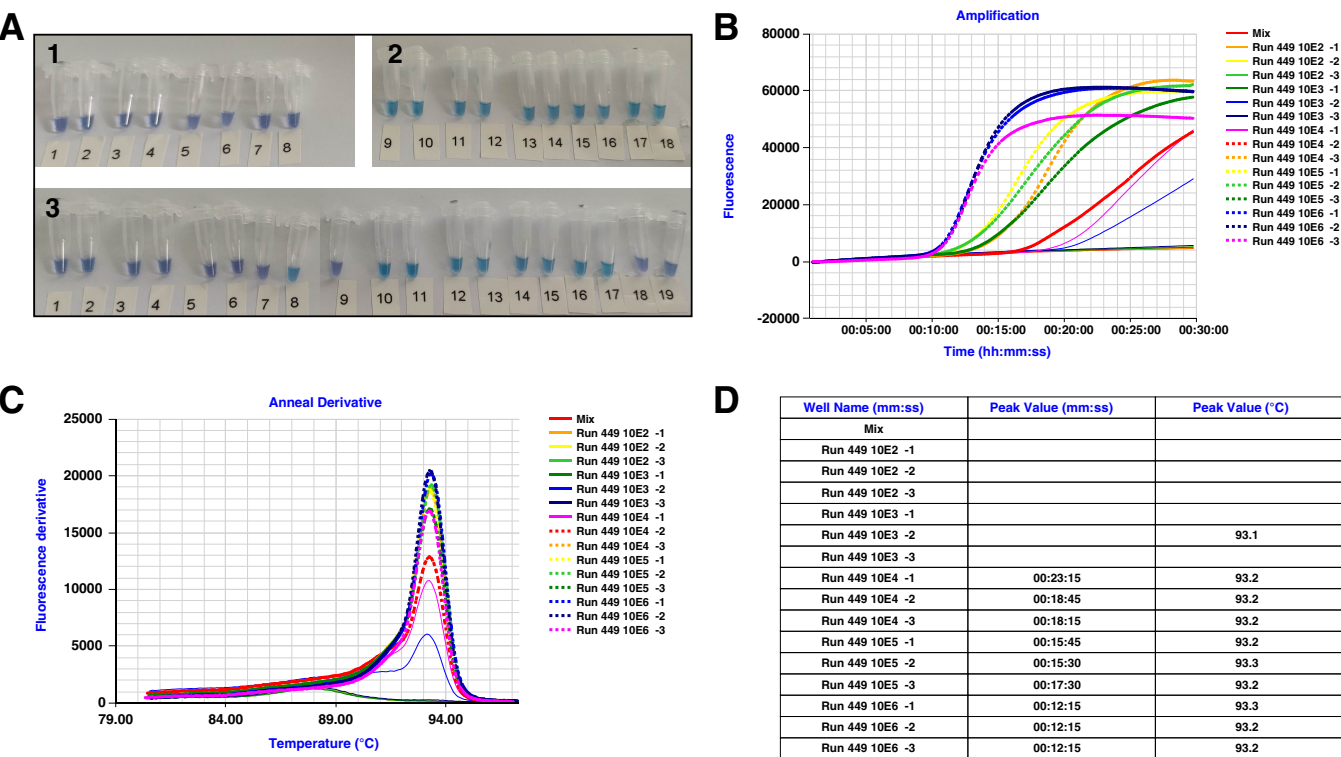 A
1
1 2 3 4 5 6 7 8
2
9 10 11 12 13 14 15 16 17 18
3
1 2 3 4 5 6 7 8 9 10 11 12 13 14 15 16 17 18 19
B
Amplification
80000
60000
40000
20000
0
-20000
Fluorescence
00:05:00 00:10:00 00:15:00 00:20:00 00:25:00 00:30:00
Time (hh:mm:ss)
Mix
Run 449 10E2 -1
Run 449 10E2 -2
Run 449 10E2 -3
Run 449 10E3 -1
Run 449 10E3 -2
Run 449 10E3 -3
Run 449 10E4 -1
Run 449 10E4 -2
Run 449 10E4 -3
Run 449 10E5 -1
Run 449 10E5 -2
Run 449 10E5 -3
Run 449 10E6 -3
Run 449 10E6 -2
Run 449 10E6 -3
C
Anneal Derivative
25000
20000
15000
10000
5000
0
Fluorescence derivative
79.00 84.00 89.00 94.00
Temperature (°C)
Mix
Run 449 10E2 -1
Run 449 10E2 -2
Run 449 10E2 -3
Run 449 10E3 -1
Run 449 10E3 -2
Run 449 10E3 -3
Run 449 10E4 -1
Run 449 10E4 -2
Run 449 10E4 -3
Run 449 10E5 -1
Run 449 10E5 -2
Run 449 10E5 -3
Run 449 10E6 -1
Run 449 10E6 -2
Run 449 10E6 -3
D
Well Name (mm:ss) Peak Value (mm:ss) Peak Value (°C)
Mix
Run 449 10E2 -1
Run 449 10E2 -2
Run 449 10E2 -3
Run 449 10E3 -1
Run 449 10E3 -2 93.1
Run 449 10E3 -3
Run 449 10E4 -1 00:23:15 93.2
Run 449 10E4 -2 00:18:45 93.2
Run 449 10E4 -3 00:18:15 93.2
Run 449 10E5 -1 00:15:45 93.2
Run 449 10E5 -2 00:15:30 93.3
Run 449 10E5 -3 00:17:30 93.2
Run 449 10E6 -1 00:12:15 93.3
Run 449 10E6 -2 00:12:15 93.2
Run 449 10E6 -3 00:12:15 93.2